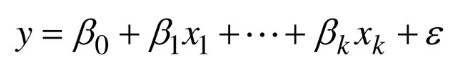 y = β₀ + β₁x₁ + ⋯ + βₖxₖ + ε